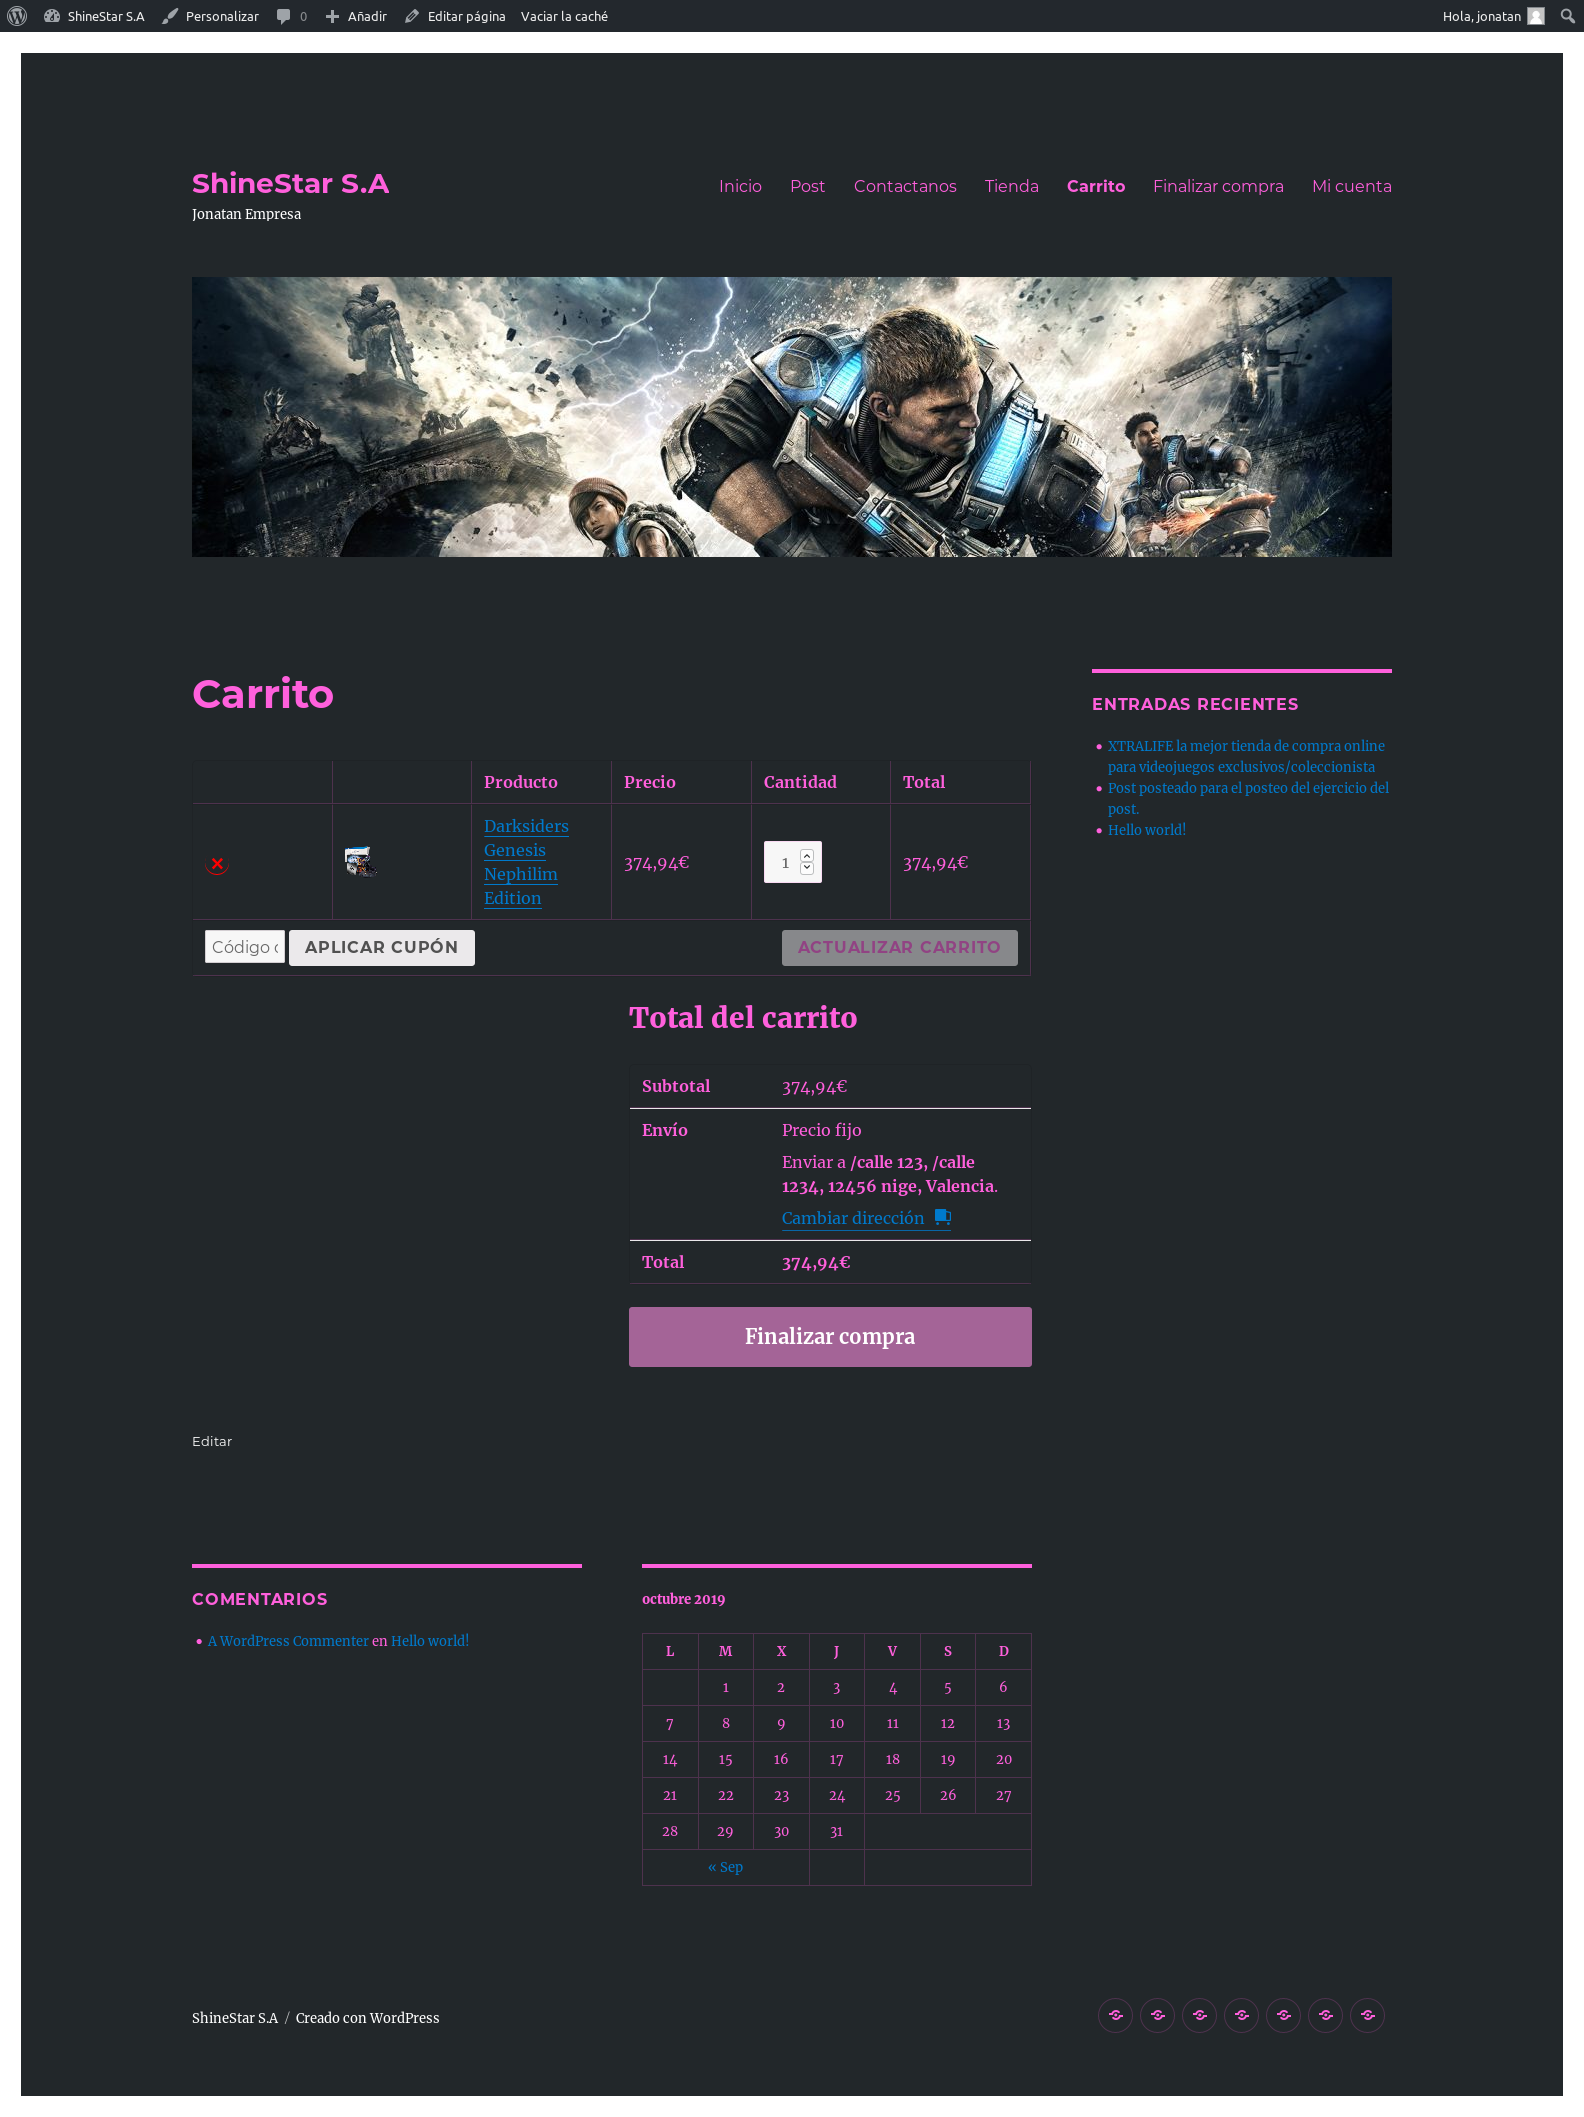 ShineStar S.A Personalizar 0 Añadir Editar página Vaciar la caché Hola, jonatan
ShineStar S.A
Jonatan Empresa
Inicio Post Contactanos Tienda Carrito Finalizar compra Mi cuenta
Carrito
Producto Precio Cantidad Total
Darksiders
Genesis
Nephilim
Edition
374,94€ 1 374,94€
Código c APLICAR CUPÓN ACTUALIZAR CARRITO
Total del carrito
Subtotal 374,94€
Envío Precio fijo
Enviar a /calle 123, /calle
1234, 12456 nige, Valencia.
Cambiar dirección
Total 374,94€
Finalizar compra
Editar
ENTRADAS RECIENTES
XTRALIFE la mejor tienda de compra online
para videojuegos exclusivos/coleccionista
Post posteado para el posteo del ejercicio del
post.
Hello world!
COMENTARIOS
A WordPress Commenter en Hello world!
octubre 2019
L M X J V S D
1 2 3 4 5 6
7 8 9 10 11 12 13
14 15 16 17 18 19 20
21 22 23 24 25 26 27
28 29 30 31
« Sep
ShineStar S.A / Creado con WordPress